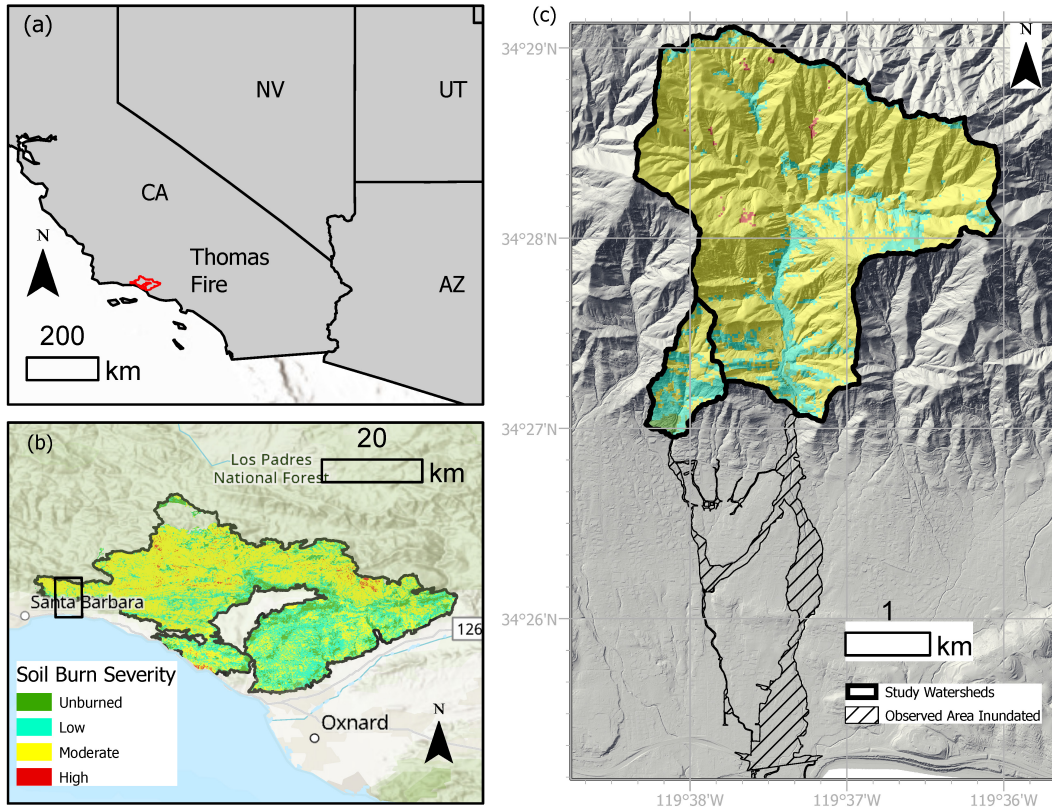 (a)
NV
UT
CA
N
Thomas
Fire
AZ
200
km
(b)
20
km
Los Padres
National Forest
Santa Barbara
126
Soil Burn Severity
Unburned
Low
Moderate
High
Oxnard
N
(c)
N
34°29'N
34°28'N
34°27'N
34°26'N
1
km
Study Watersheds
Observed Area Inundated
119°38'W
119°37'W
119°36'W